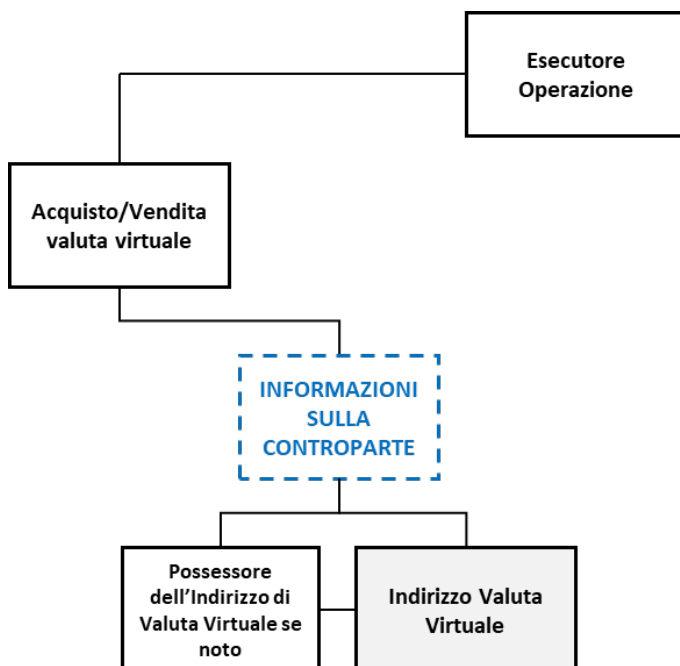 Esecutore
Operazione
Acquisto/Vendita
valuta virtuale
INFORMAZIONI
SULLA
CONTROPARTE
Possessore
dell'Indirizzo di
Valuta Virtuale se
noto
Indirizzo Valuta
Virtuale